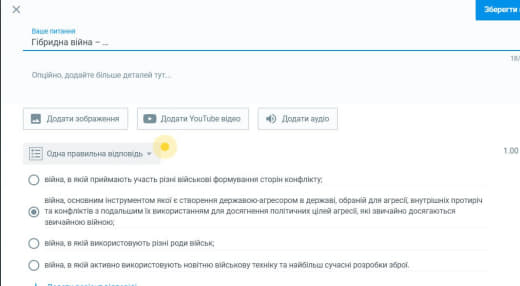 Зберегти
Ваше питання
Гібридна війна – ...
18/
Опційно, додайте більше деталей тут...
Додати зображення
Додати YouTube відео
Додати аудіо
Одна правильна відповідь
1.00
війна, в якій приймають участь різні військові формування сторін конфлікту;
війна, основним інструментом якої є створення державою-агресором в державі, обраній для агресії, внутрішніх протиріч
та конфліктів з подальшим їх використанням для досягнення політичних цілей агресії, які звичайно досягаються
звичайною війною;
війна, в якій використовують різні роди військ;
війна, в якій активно використовують новітню військову техніку та найбільш сучасні розробки зброї.